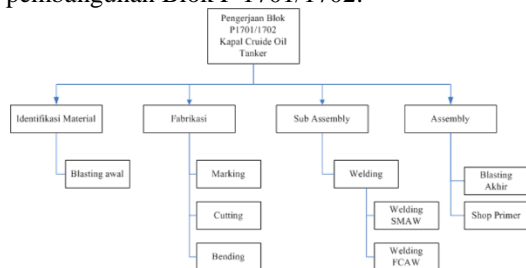 pembangunan Blok P 1701/1702.
Pengerjaan Blok
P1701/1702
Kapal Cruide Oil
Tanker
Identifikasi Material
Fabrikasi
Sub Assembly
Assembly
Blasting awal
Marking
Welding
Blasting
Akhir
Cutting
Welding
SMAW
Shop Primer
Bending
Welding
FCAW